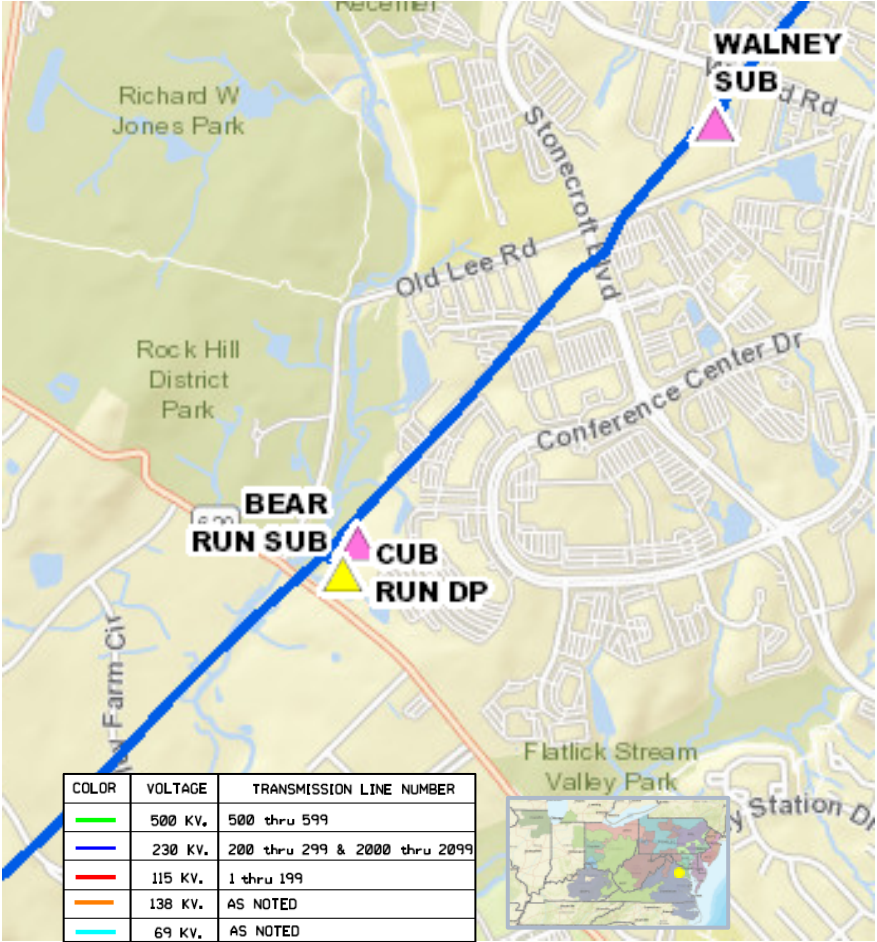 WALNEY
SUB
Richard W
Jones Park
Stonecroft Blvd
Old Lee Rd
Rock Hill
District
Park
Conference Center Dr
BEAR
RUN SUB
CUB
RUN DP
Flatlick Stream
Valley Park
Station Dr
COLOR VOLTAGE TRANSMISSION LINE NUMBER
500 KV. 500 thru 599
230 KV. 200 thru 299 & 2000 thru 2099
115 KV. 1 thru 199
138 KV. AS NOTED
69 KV. AS NOTED